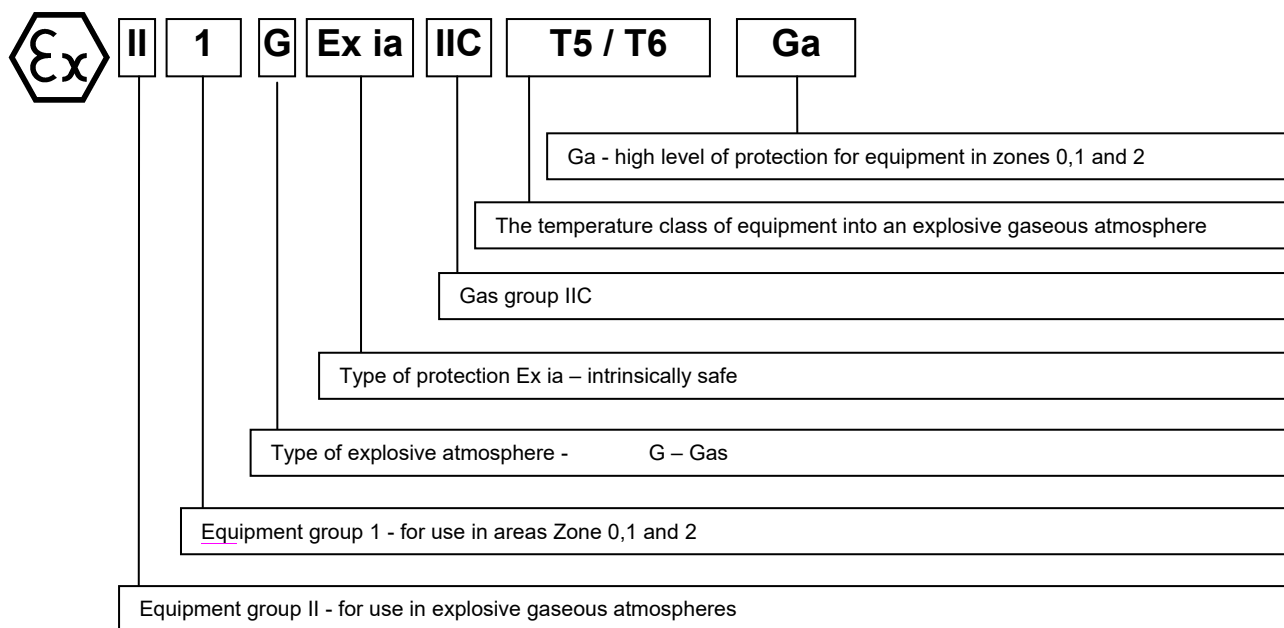 Ex II 1 G Ex ia IIC T5 / T6 Ga
Ga - high level of protection for equipment in zones 0,1 and 2
The temperature class of equipment into an explosive gaseous atmosphere
Gas group IIC
Type of protection Ex ia – intrinsically safe
Type of explosive atmosphere - G – Gas
Equipment group 1 - for use in areas Zone 0,1 and 2
Equipment group II - for use in explosive gaseous atmospheres